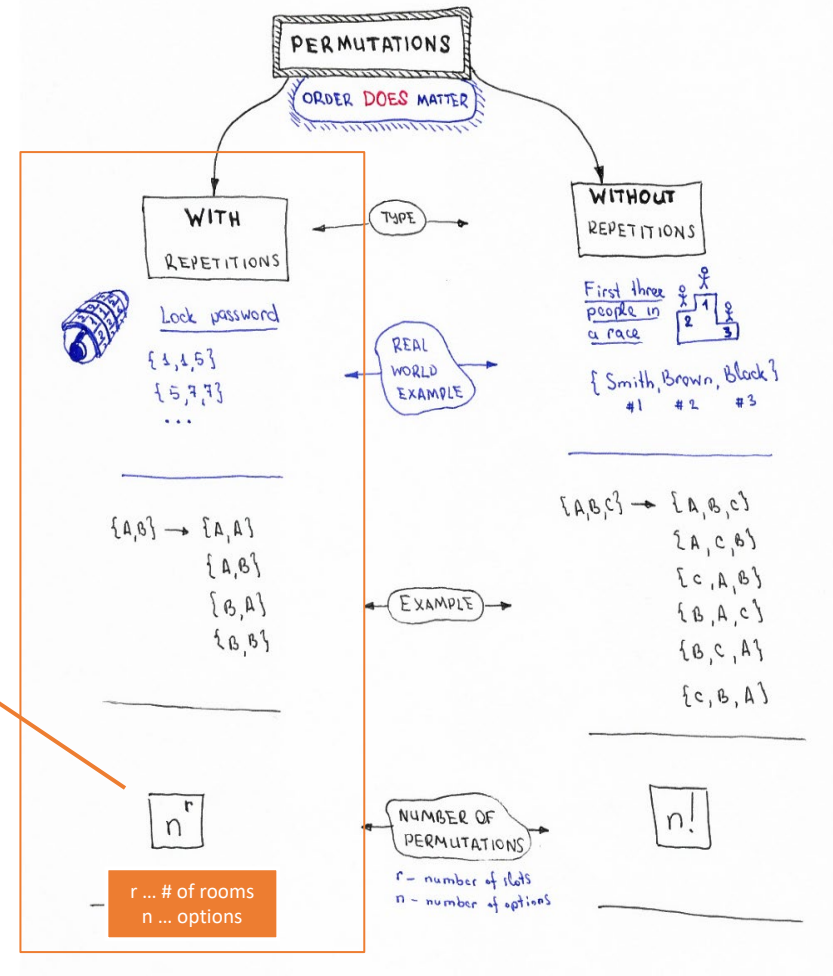 PERMUTATIONS
ORDER DOES MATTER
WITH
REPETITIONS
TYPE
WITHOUT
REPETITIONS
Lock password
{1,1,5}
{5,7,7}
...
REAL
WORLD
EXAMPLE
First three
people in
a race
1
2
3
{Smith, Brown, Black}
#1 #2 #3
{A,B} → {A,A}
{A,B}
{B,A}
{B,B}
EXAMPLE
{A,B,C} → {A,B,C}
{A,C,B}
{C,A,B}
{B,A,C}
{B,C,A}
{C,B,A}
n^r
NUMBER OF
PERMUTATIONS
r - number of slots
n - number of options
n!
r ... # of rooms
n ... options